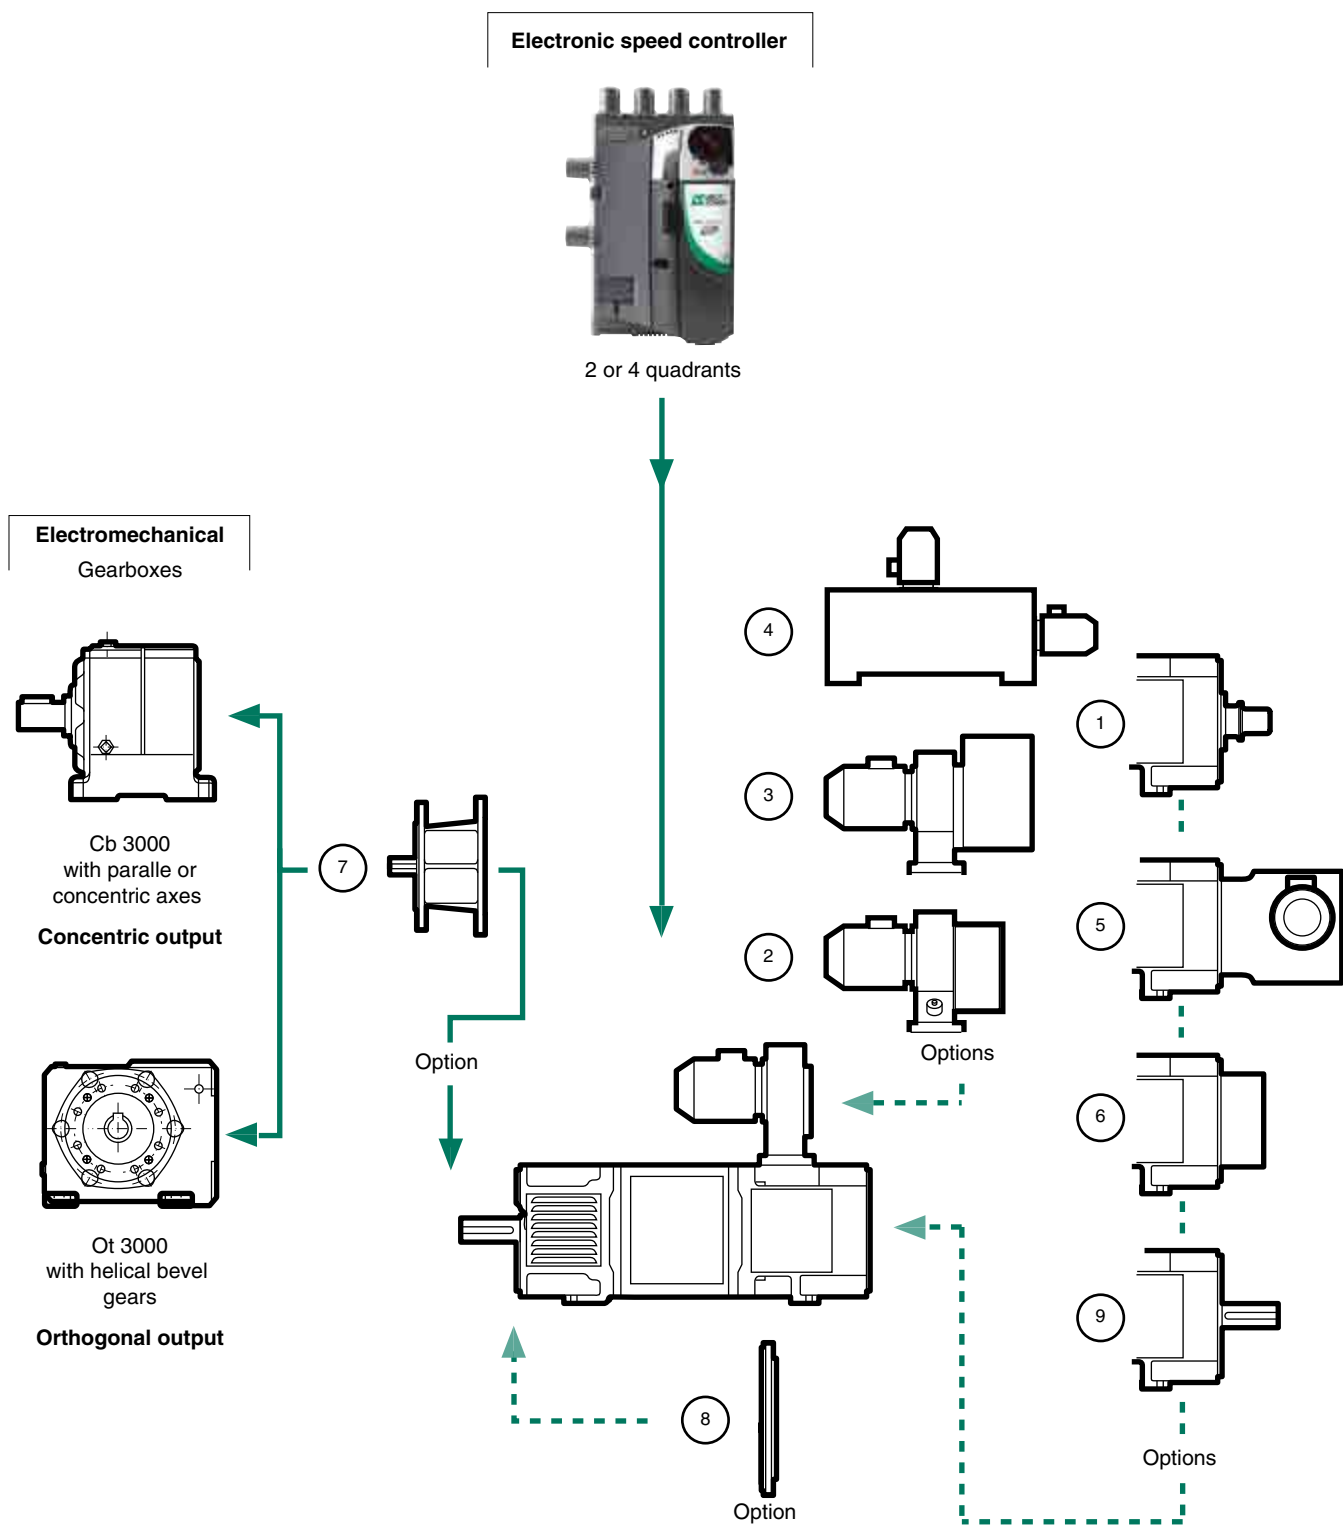 Electronic speed controller
2 or 4 quadrants
Electromechanical
Gearboxes
4
1
3
Cb 3000
with paralle or
concentric axes
Concentric output
7
5
2
Options
Option
6
Ot 3000
with helical bevel
gears
Orthogonal output
9
8
Option
Options